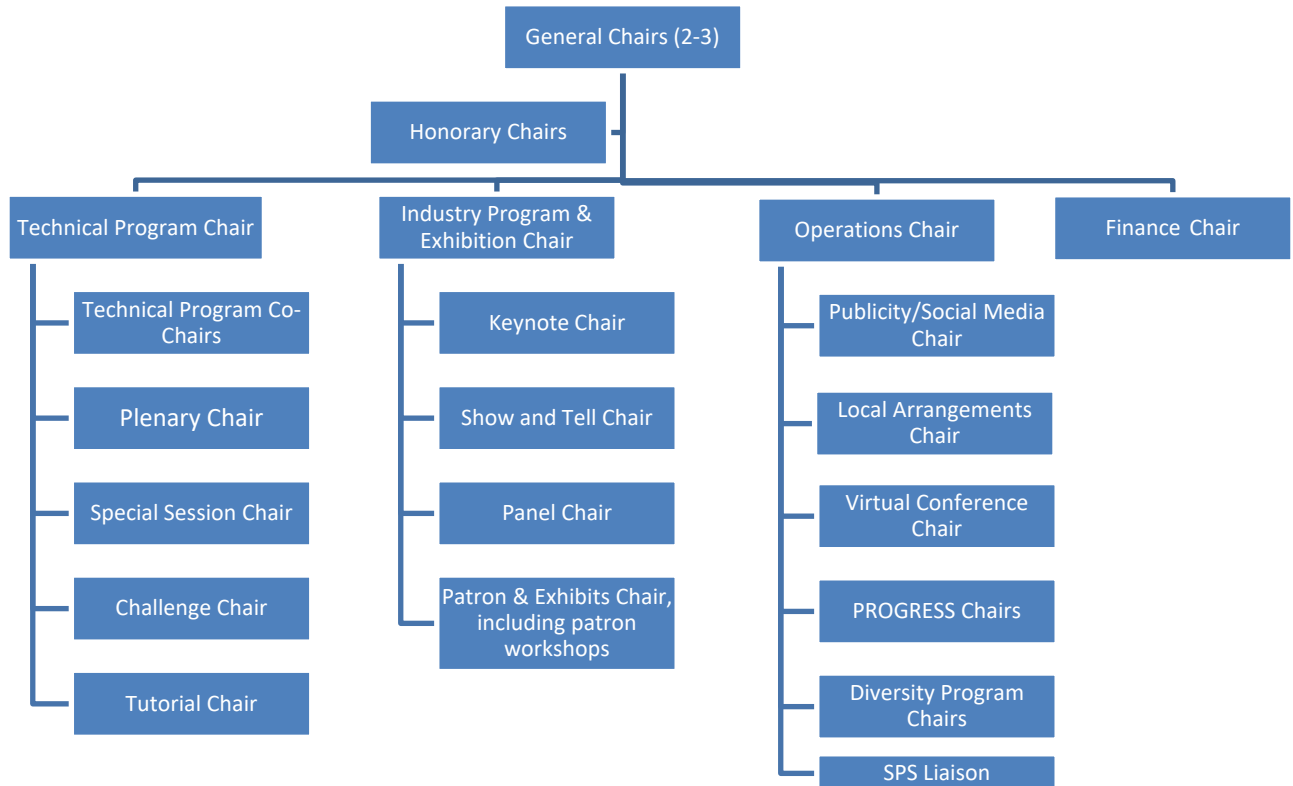 General Chairs (2-3)
Honorary Chairs
Technical Program Chair
Technical Program Co-
Chairs
Plenary Chair
Special Session Chair
Challenge Chair
Tutorial Chair
Industry Program &
Exhibition Chair
Keynote Chair
Show and Tell Chair
Panel Chair
Patron & Exhibits Chair,
including patron
workshops
Operations Chair
Publicity/Social Media
Chair
Local Arrangements
Chair
Virtual Conference
Chair
PROGRESS Chairs
Diversity Program
Chairs
SPS Liaison
Finance Chair